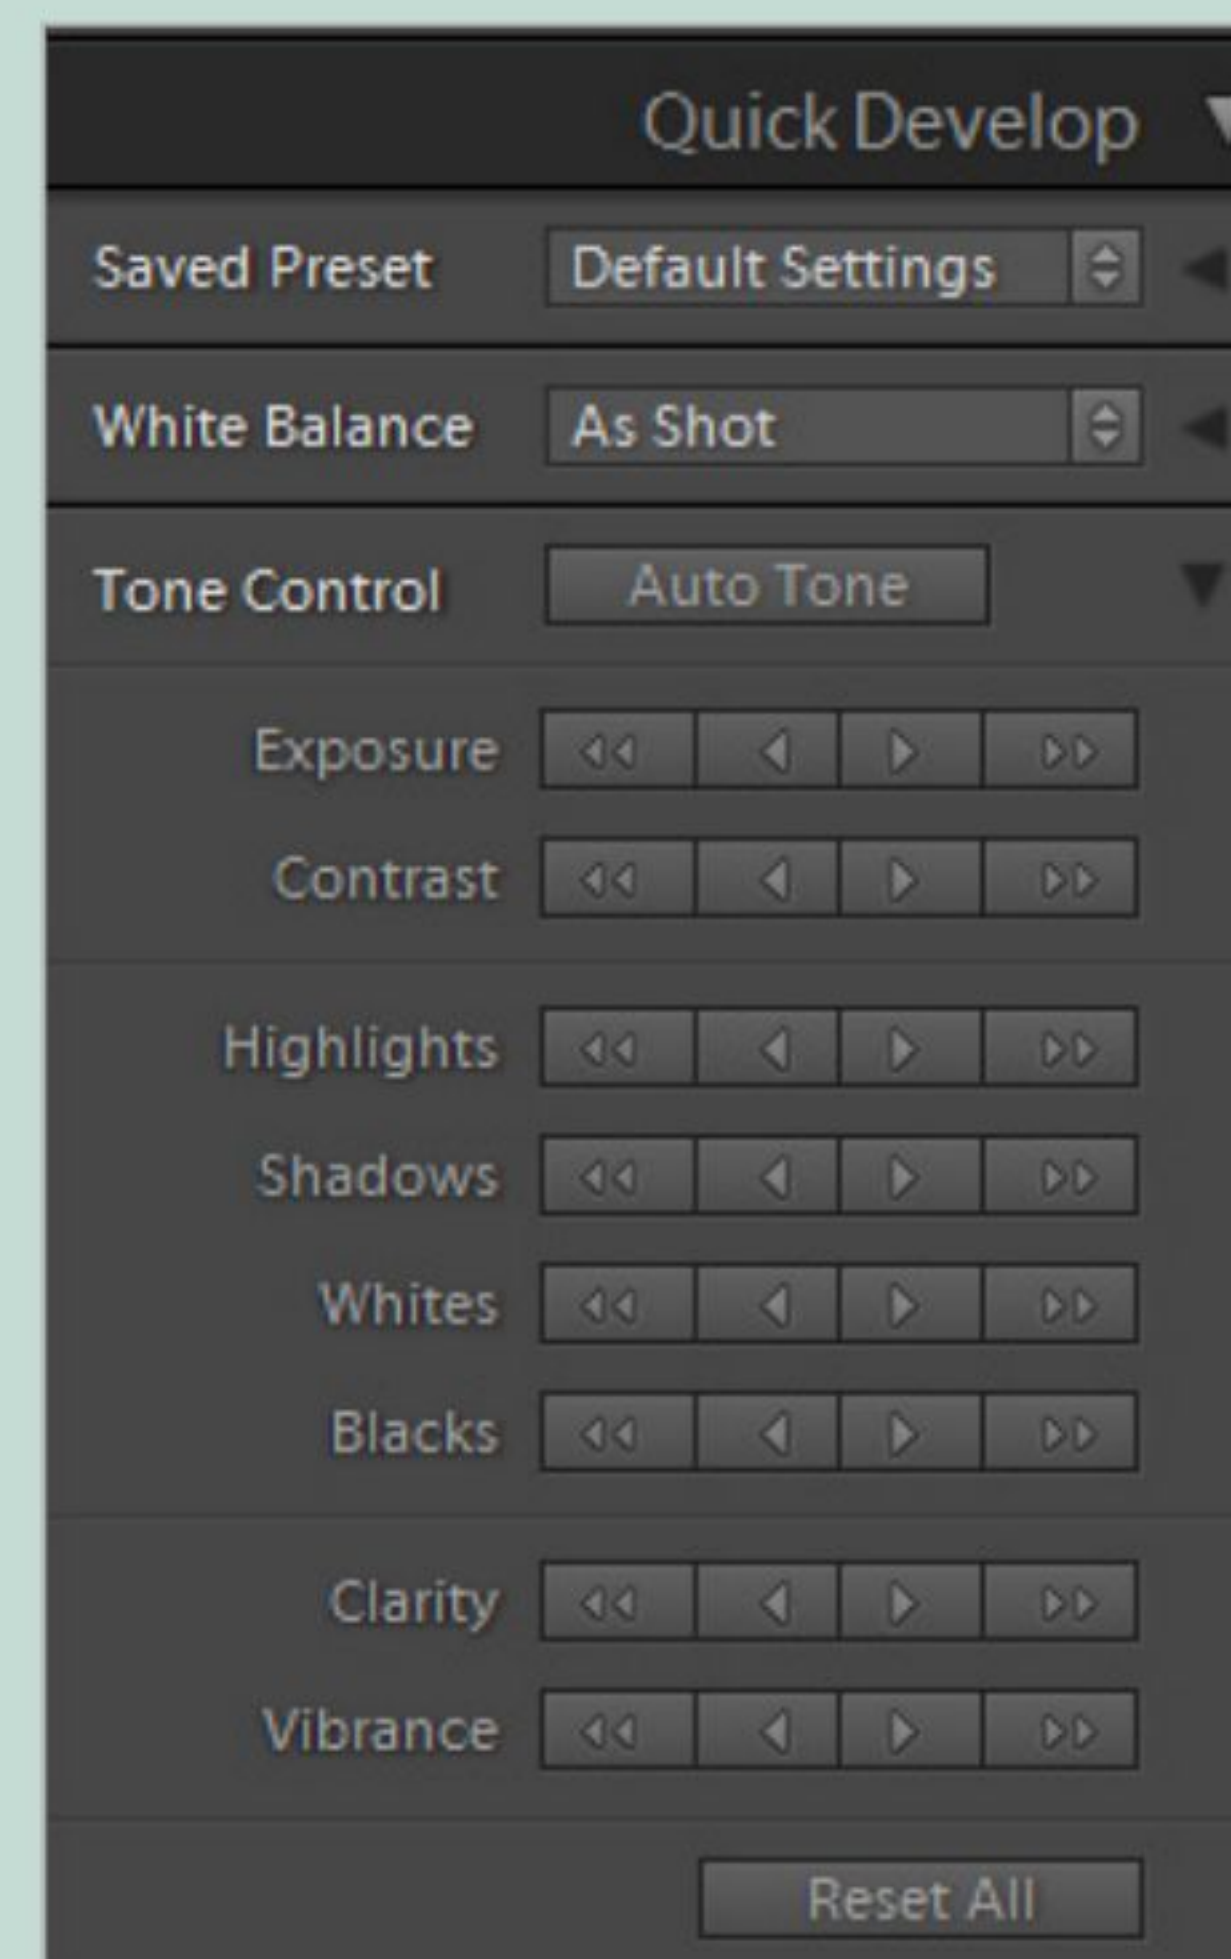 Quick Develop
Saved Preset Default Settings
White Balance As Shot
Tone Control Auto Tone
Exposure
Contrast
Highlights
Shadows
Whites
Blacks
Clarity
Vibrance
Reset All